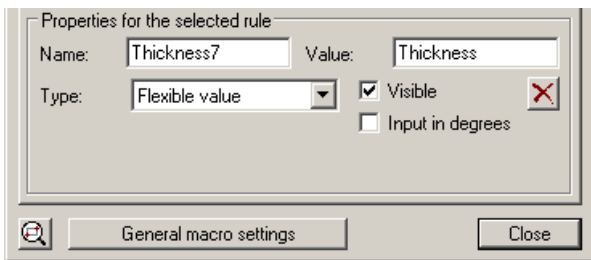 Properties for the selected rule
Name: Thickness7 Value: Thickness
Type: Flexible value Visible
Input in degrees
General macro settings Close